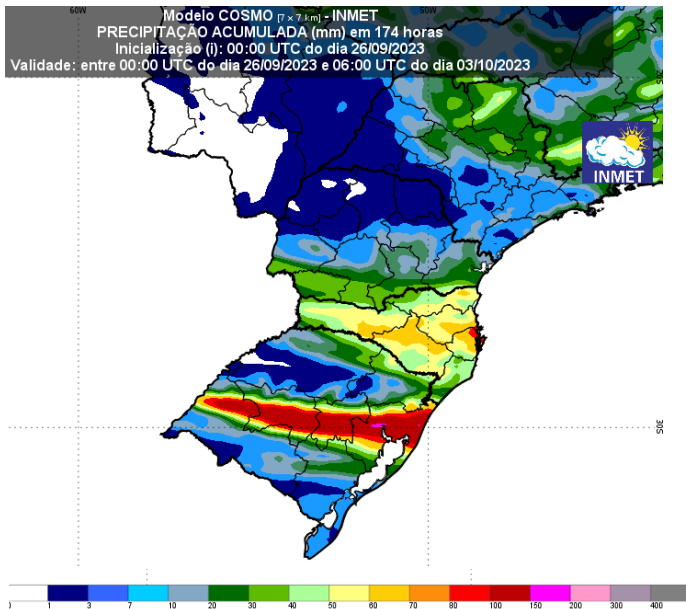 Modelo COSMO [7 x 7 km] - INMET
PRECIPITAÇÃO ACUMULADA (mm) em 174 horas
Inicialização (i): 00:00 UTC do dia 26/09/2023
Validade: entre 00:00 UTC do dia 26/09/2023 e 06:00 UTC do dia 03/10/2023
INMET
60W
50W
30S
1 3 7 10 20 30 40 50 60 70 80 100 150 200 300 400